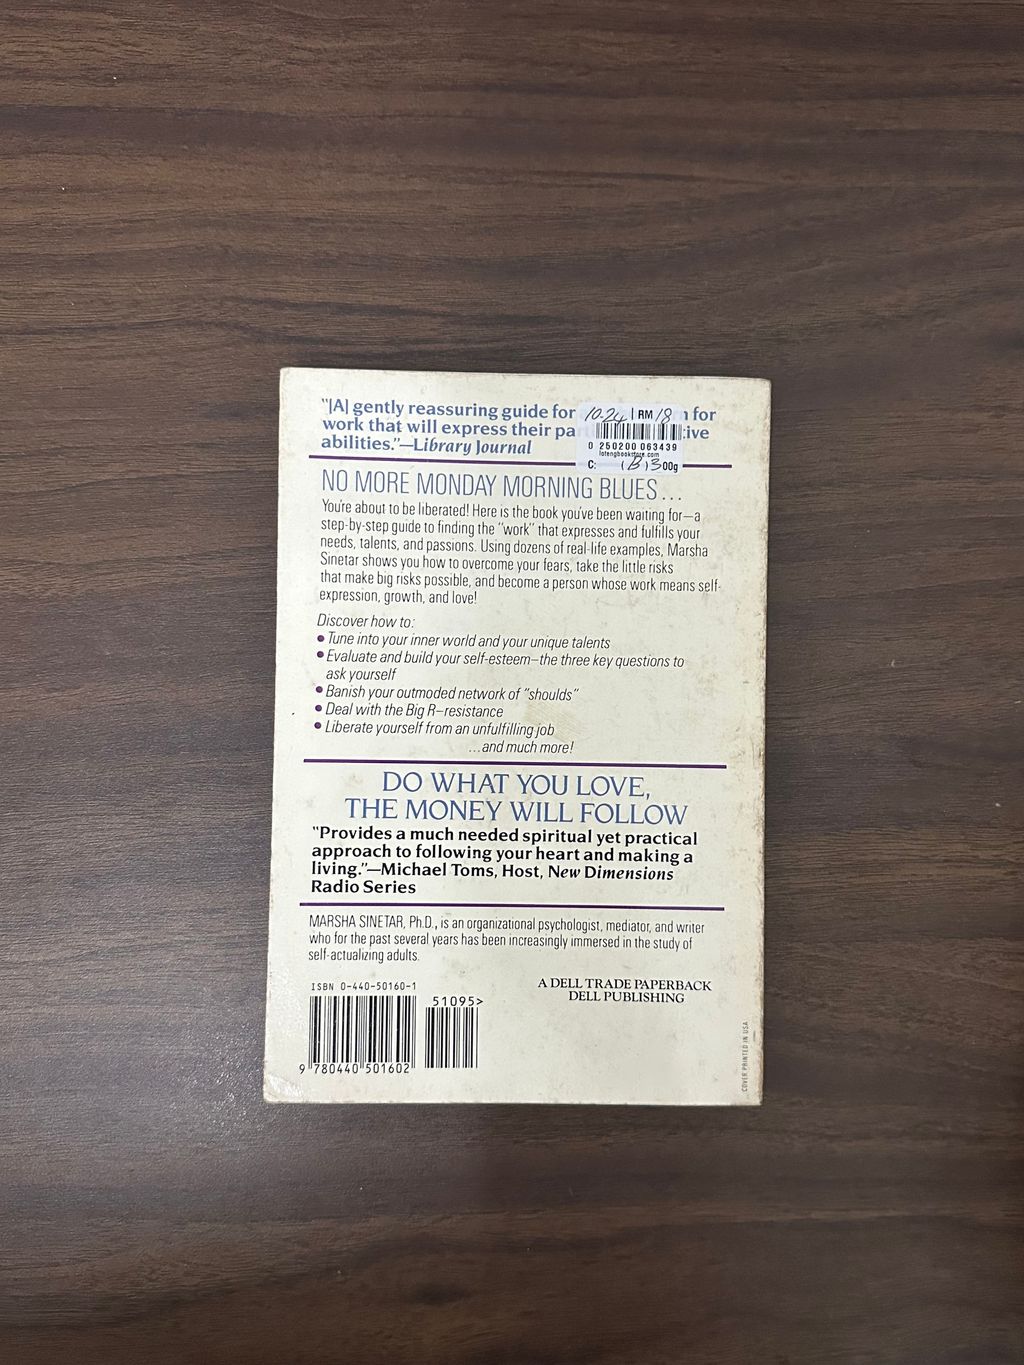 "[A] gently reassuring guide for
n for
work that will express their pa
ive
abilities."—Library Journal
10.24 | RM 18
0 250200 063439
lotengbookstore.com
C: (B) 300g
NO MORE MONDAY MORNING BLUES...
You're about to be liberated! Here is the book you've been waiting for—a
step-by-step guide to finding the "work" that expresses and fulfills your
needs, talents, and passions. Using dozens of real-life examples, Marsha
Sinetar shows you how to overcome your fears, take the little risks
that make big risks possible, and become a person whose work means self-
expression, growth, and love!
Discover how to:
• Tune into your inner world and your unique talents
• Evaluate and build your self-esteem—the three key questions to
ask yourself
• Banish your outmoded network of "shoulds"
• Deal with the Big R—resistance
• Liberate yourself from an unfulfilling job
...and much more!
DO WHAT YOU LOVE,
THE MONEY WILL FOLLOW
"Provides a much needed spiritual yet practical
approach to following your heart and making a
living."—Michael Toms, Host, New Dimensions
Radio Series
MARSHA SINETAR, Ph.D., is an organizational psychologist, mediator, and writer
who for the past several years has been increasingly immersed in the study of
self-actualizing adults.
ISBN 0-440-50160-1
51095>
9 780440 501602
A DELL TRADE PAPERBACK
DELL PUBLISHING
COVER PRINTED IN USA